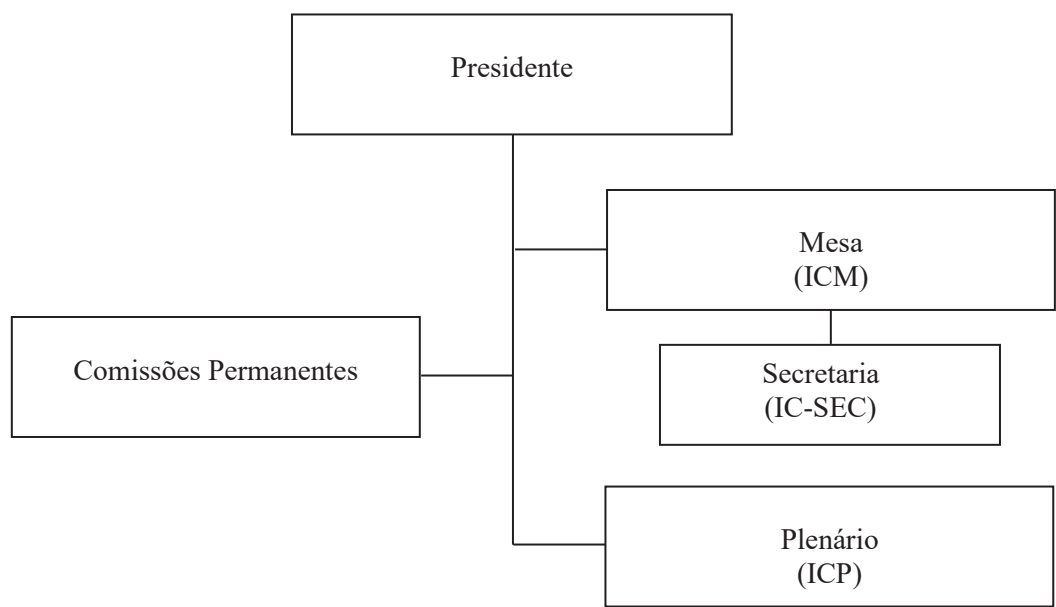 Presidente
Mesa
(ICM)
Comissões Permanentes
Secretaria
(IC-SEC)
Plenário
(ICP)